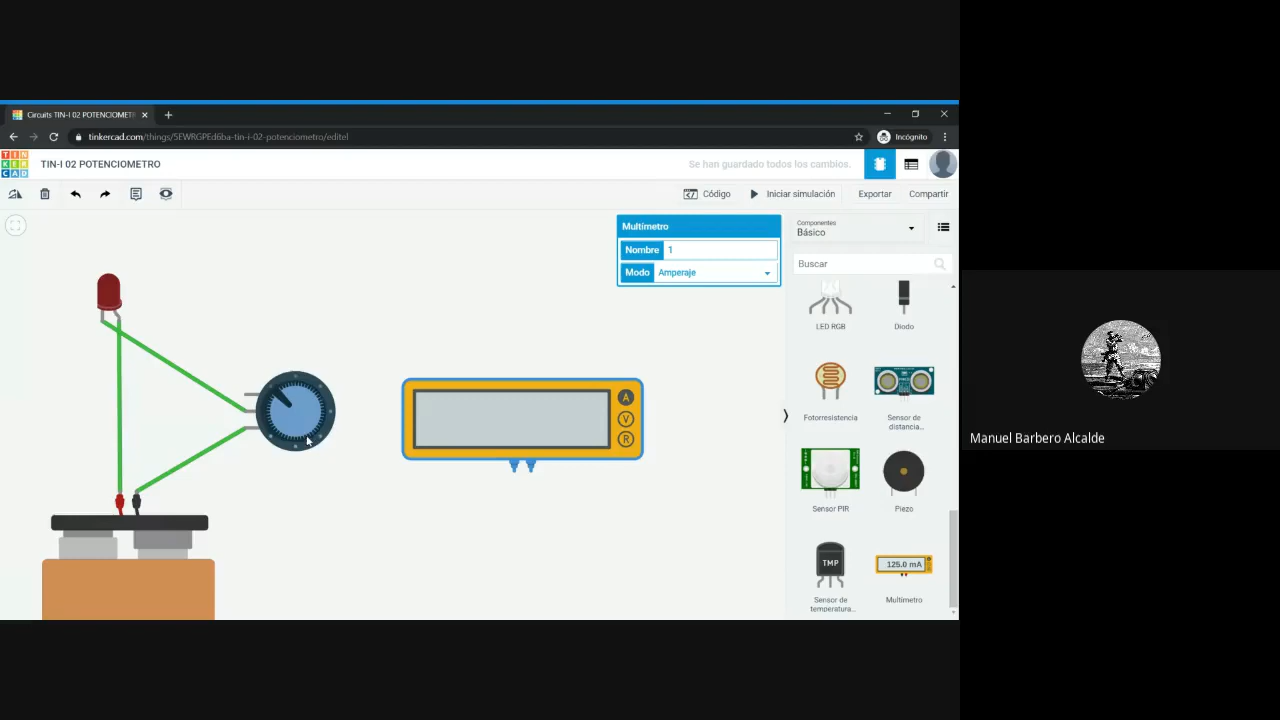 Circuits TIN-I 02 POTENCIOMETR
tinkercad.com/things/5EWRGPEd6ba-tin-i-02-potenciometro/editel
Incógnito
TIN
KER
CAD
TIN-I 02 POTENCIOMETRO
Se han guardado todos los cambios.
Código
Iniciar simulación
Exportar
Compartir
Multímetro
Nombre 1
Modo Amperaje
Componentes
Básico
Buscar
LED RGB
Diodo
Fotorresistencia
Sensor de distancia...
Sensor PIR
Piezo
TMP
125.0 mA
Sensor de temperatura...
Multímetro
A
V
R
Manuel Barbero Alcalde